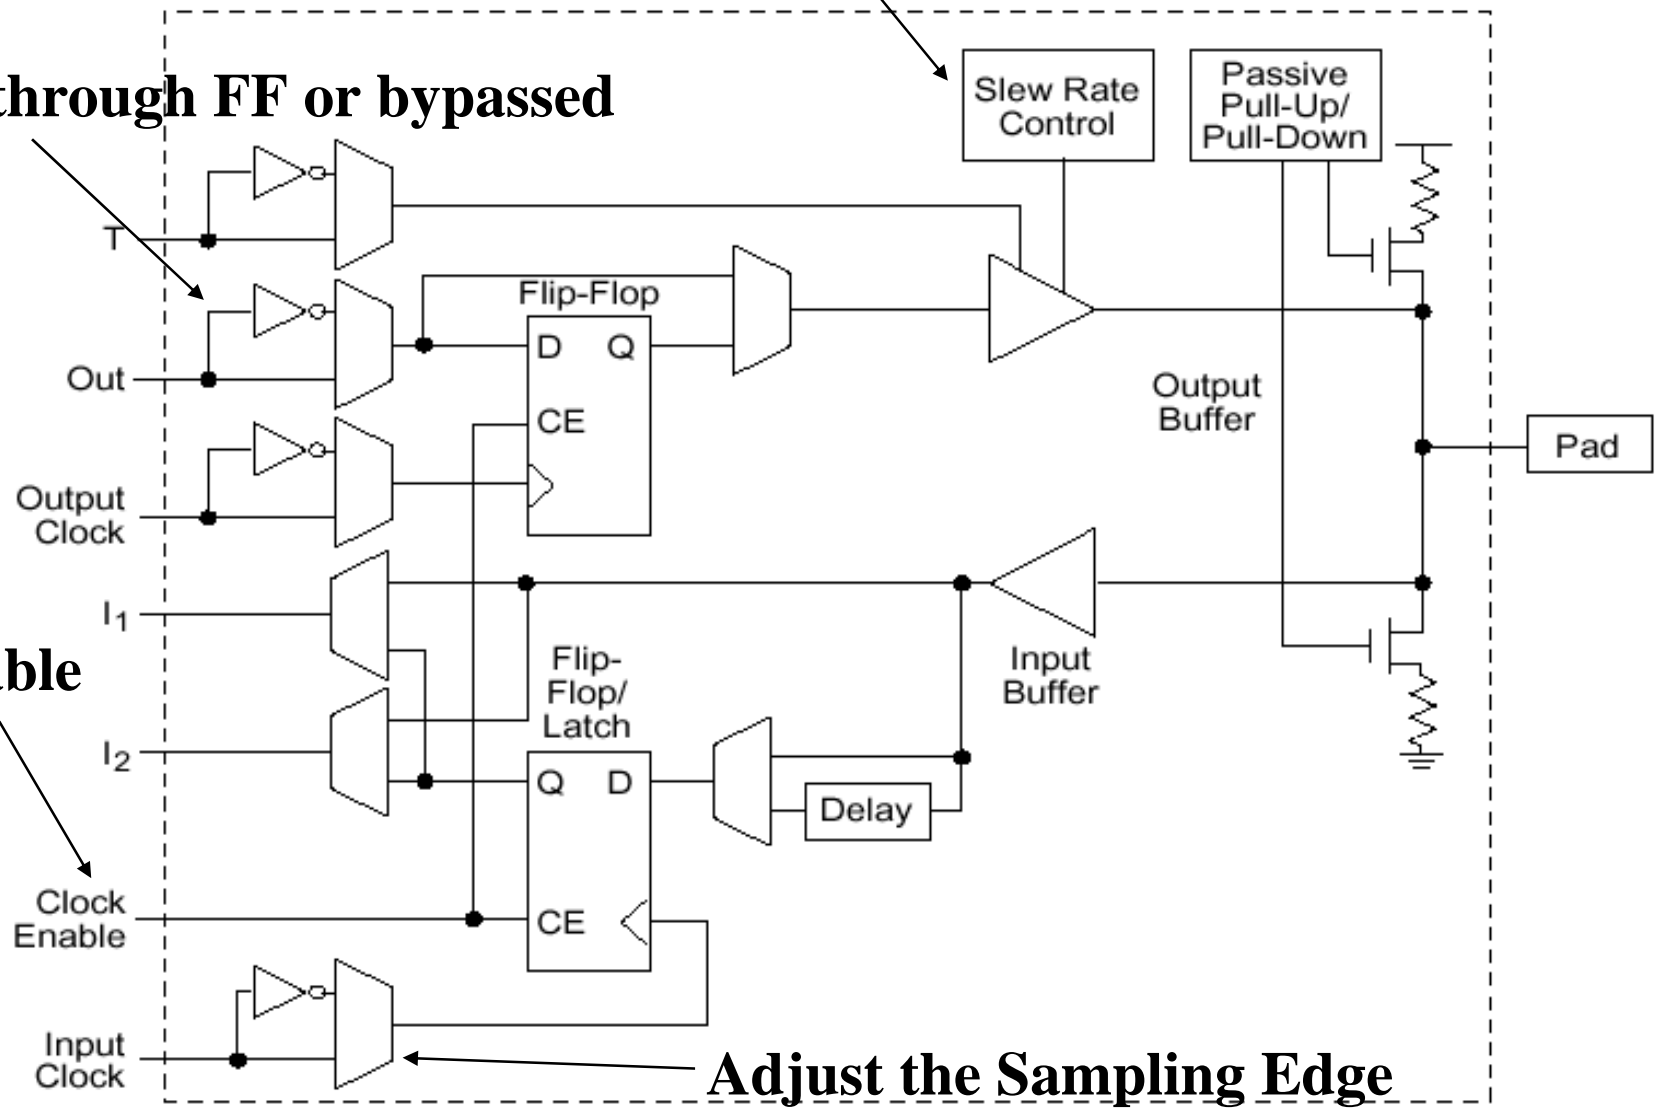 through FF or bypassed
Slew Rate
Control
Passive
Pull-Up/
Pull-Down
T
Flip-Flop
D Q
Out
CE
Output
Buffer
Pad
Output
Clock
I1
Flip-
Flop/
Latch
Input
Buffer
I2
Q D
Delay
Clock
Enable
CE
Input
Clock
Adjust the Sampling Edge